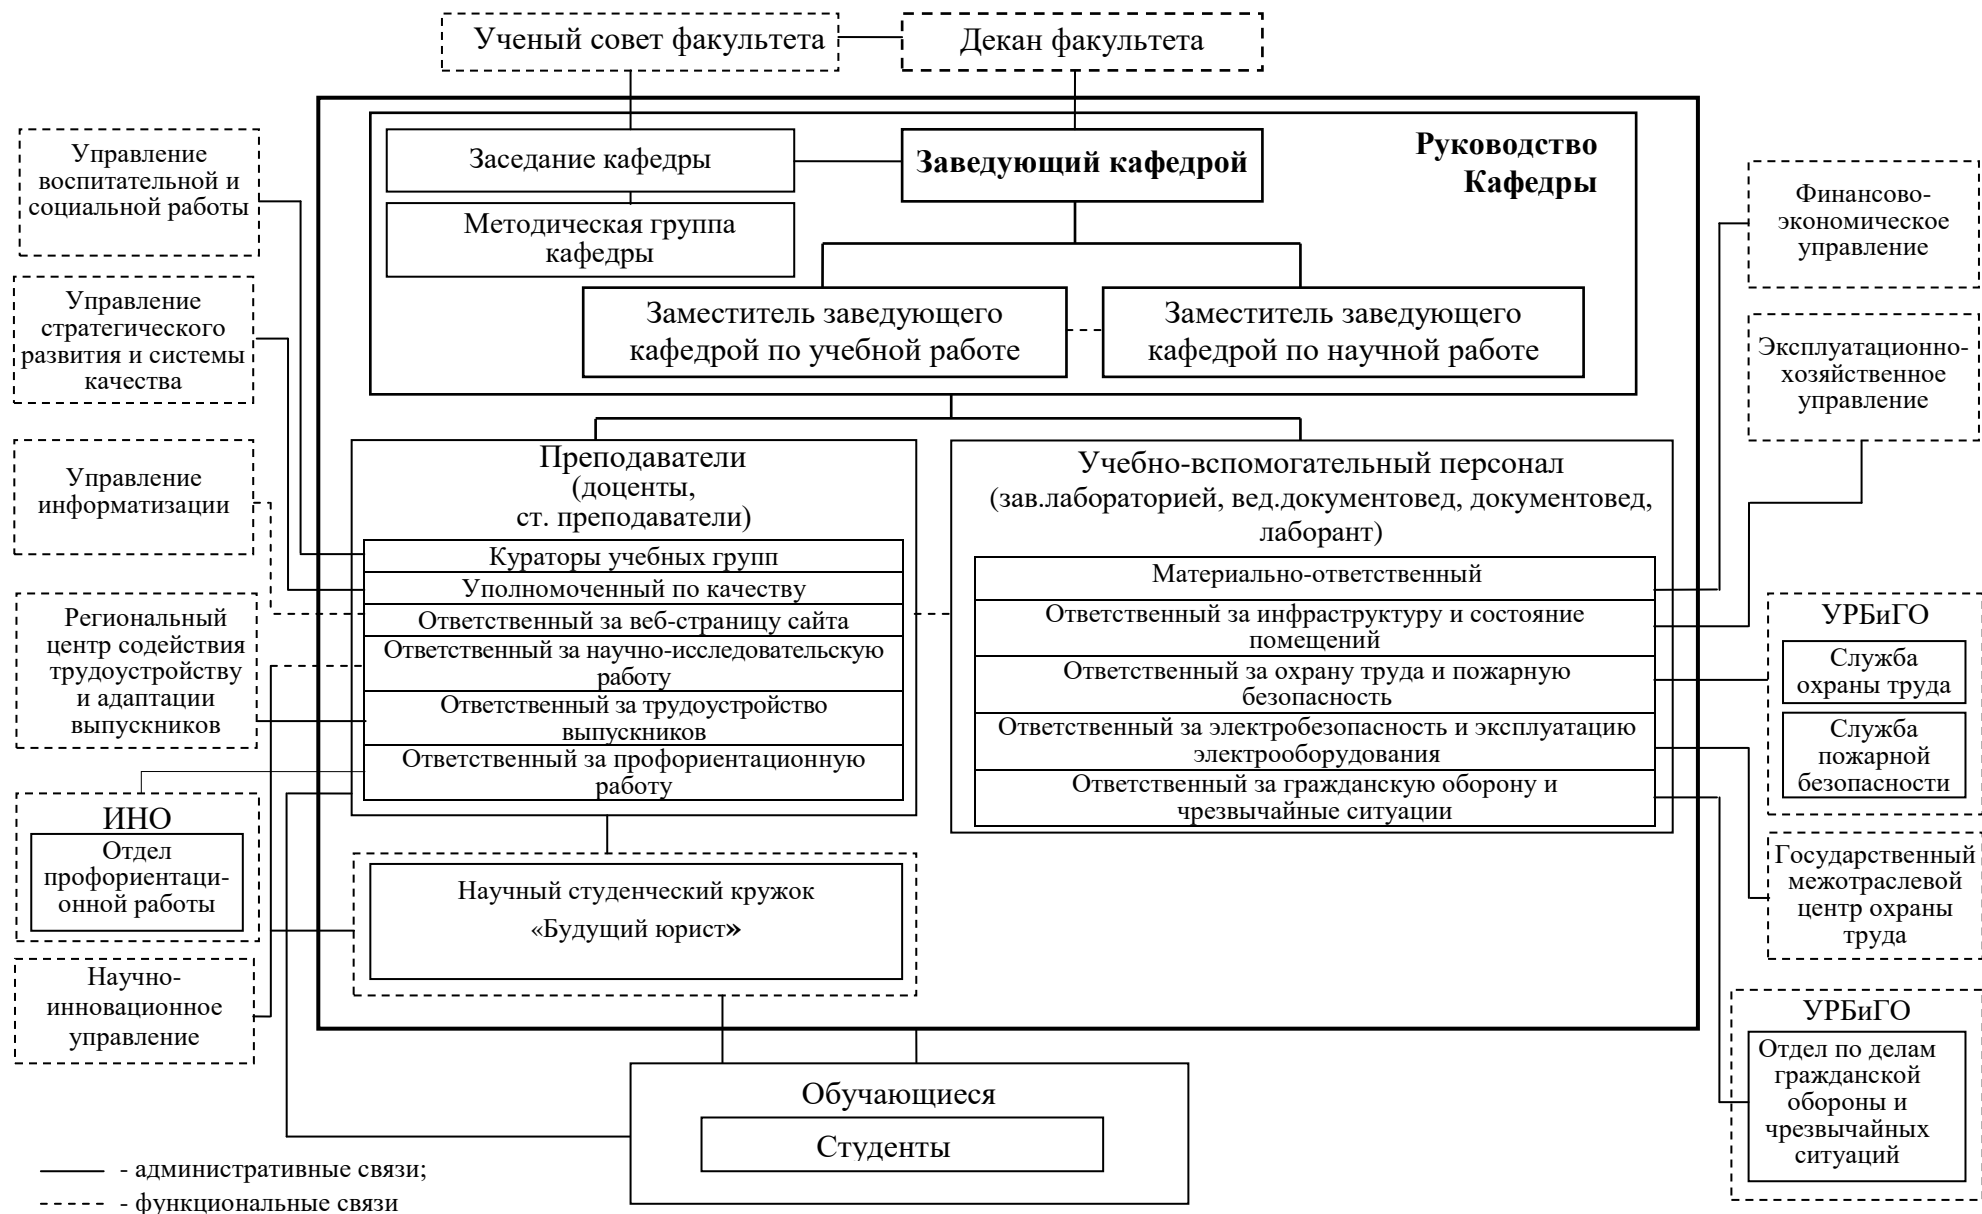 Ученый совет факультета
Декан факультета
Управление
воспитательной и
социальной работы
Заседание кафедры
Заведующий кафедрой
Руководство
Кафедры
Методическая группа
кафедры
Финансово-
экономическое
управление
Управление
стратегического
развития и системы
качества
Заместитель заведующего
кафедрой по учебной работе
Заместитель заведующего
кафедрой по научной работе
Эксплуатационно-
хозяйственное
управление
Управление
информатизации
Преподаватели
(доценты,
ст. преподаватели)
Кураторы учебных групп
Уполномоченный по качеству
Ответственный за веб-страницу сайта
Ответственный за научно-исследовательскую
работу
Ответственный за трудоустройство
выпускников
Ответственный за профориентационную
работу
Учебно-вспомогательный персонал
(зав.лабораторией, вед.документовед, документовед,
лаборант)
Материально-ответственный
Ответственный за инфраструктуру и состояние
помещений
Ответственный за охрану труда и пожарную
безопасность
Ответственный за электробезопасность и эксплуатацию
электрооборудования
Ответственный за гражданскую оборону и
чрезвычайные ситуации
Региональный
центр содействия
трудоустройству
и адаптации
выпускников
УРБиГО
Служба
охраны труда
Служба
пожарной
безопасности
ИНО
Отдел
профориентаци-
онной работы
Научный студенческий кружок
«Будущий юрист»
Государственный
межотраслевой
центр охраны
труда
Научно-
инновационное
управление
УРБиГО
Отдел по делам
гражданской
обороны и
чрезвычайных
ситуаций
Обучающиеся
Студенты
- административные связи;
- функциональные связи